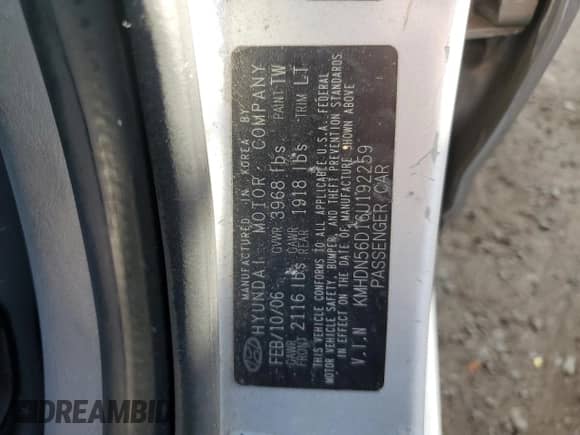 MANUFACTURED IN KOREA BY
HYUNDAI MOTOR COMPANY
FEB/10/06 GVWR 3968 lbs PAINT TW
GAWR FRONT 2116 lbs GAWR REAR 1918 lbs TRIM LT
THIS VEHICLE CONFORMS TO ALL APPLICABLE U.S.A. FEDERAL
MOTOR VEHICLE SAFETY, BUMPER, AND THEFT PREVENTION STANDARDS
IN EFFECT ON THE DATE OF MANUFACTURE SHOWN ABOVE
V.I.N KMHDN56D16U192259
PASSENGER CAR
DREAMBID